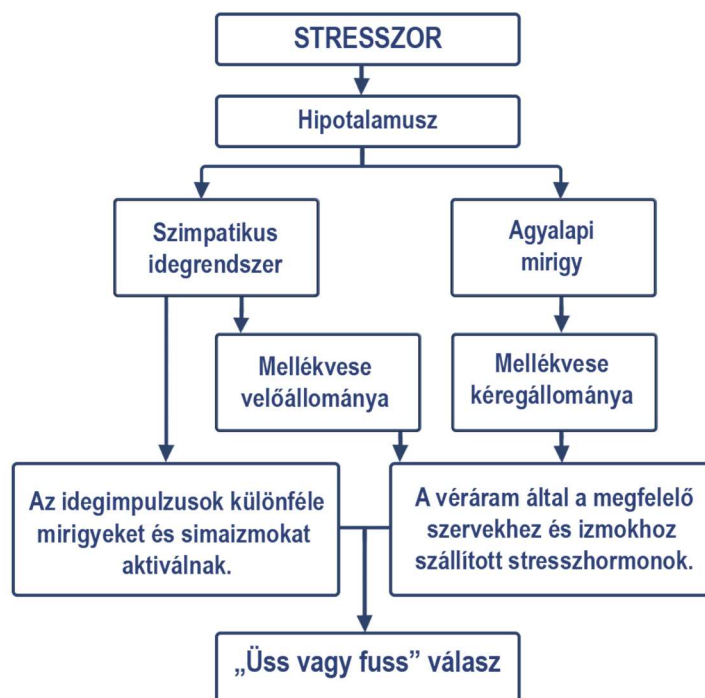 STRESSZOR
Hipotalamusz
Szimpatikus
idegrendszer
Agyalapi
mirigy
Mellékvese
velőállománya
Mellékvese
kéregállománya
Az idegimpulzusok különféle
mirigyeket és simaizmokat
aktiválnak.
A véráram által a megfelelő
szervekhez és izmokhoz
szállított stresszhormonok.
„Üss vagy fuss” válasz